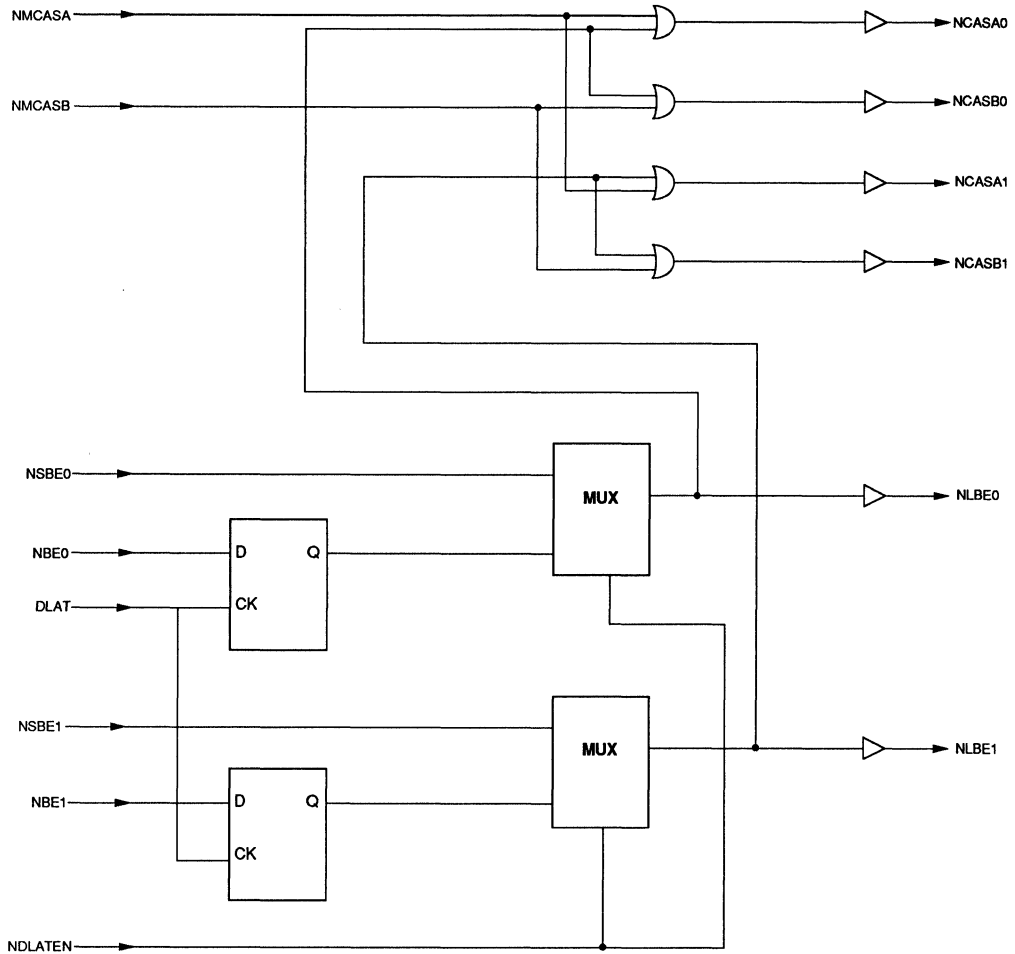 NMCASA
NCASA0
NMCASB
NCASB0
NCASA1
NCASB1
NSBE0
MUX
NLBE0
NBE0
D Q
DLAT
CK
NSBE1
MUX
NLBE1
NBE1
D Q
CK
NDLATEN